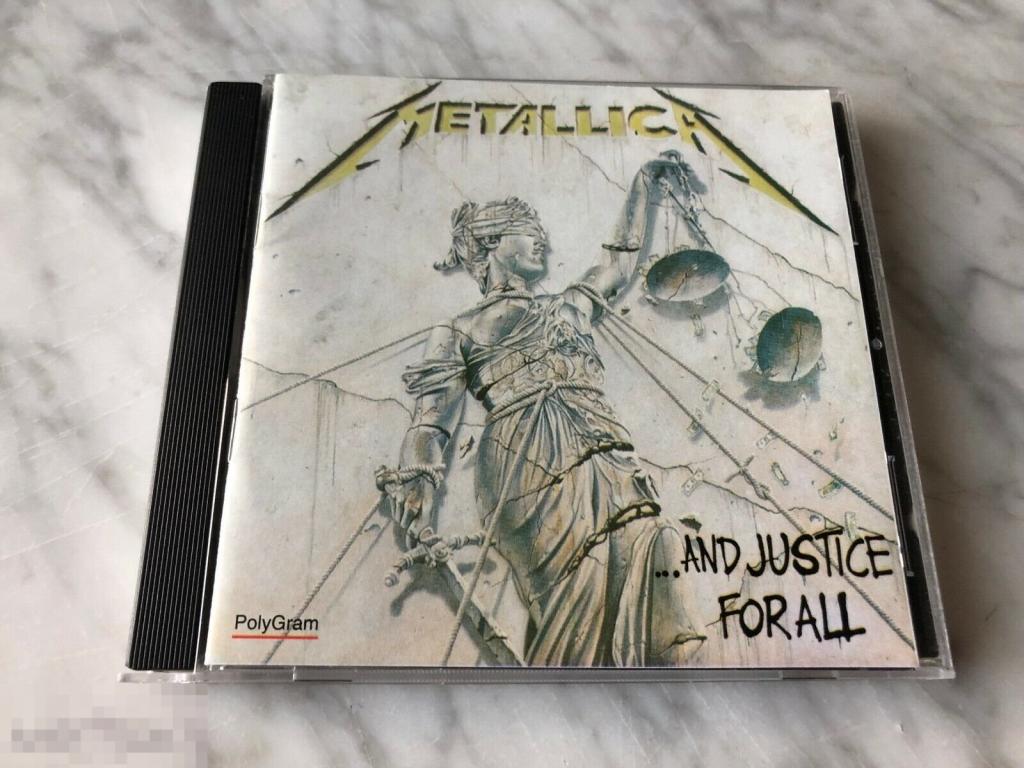 METALLICA
...AND JUSTICE
FOR ALL
PolyGram